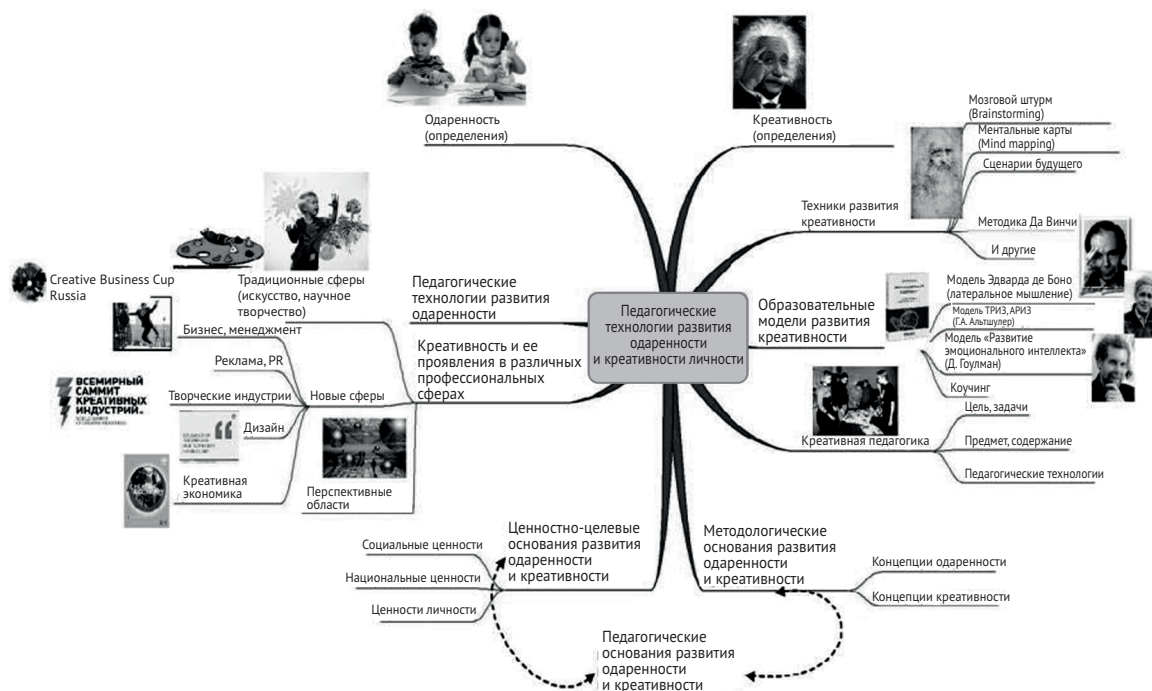 Одаренность
(определения)
Креативность
(определения)
Мозговой штурм
(Brainstorming)
Ментальные карты
(Mind mapping)
Сценарии будущего
Техники развития
креативности
Методика Да Винчи
И другие
Creative Business Cup
Russia
Традиционные сферы
(искусство, научное
творчество)
Педагогические
технологии развития
одаренности
Педагогические
технологии развития
одаренности
и креативности личности
Образовательные
модели развития
креативности
Модель Эдварда де Боно
(латеральное мышление)
Модель ТРИЗ, АРИЗ
(Г.А. Альтшулер)
Модель «Развитие
эмоционального интеллекта»
(Д. Гоулман)
Коучинг
Бизнес, менеджмент
Креативность и ее
проявления в различных
профессиональных
сферах
Реклама, PR
ВСЕМИРНЫЙ
САММИТ
КРЕАТИВНЫХ
ИНДУСТРИЙ
Творческие индустрии
Новые сферы
Дизайн
Креативная
экономика
Перспективные
области
Креативная педагогика
Цель, задачи
Предмет, содержание
Педагогические технологии
Ценностно-целевые
основания развития
одаренности
и креативности
Социальные ценности
Национальные ценности
Ценности личности
Методологические
основания развития
одаренности
и креативности
Концепции одаренности
Концепции креативности
Педагогические
основания развития
одаренности
и креативности